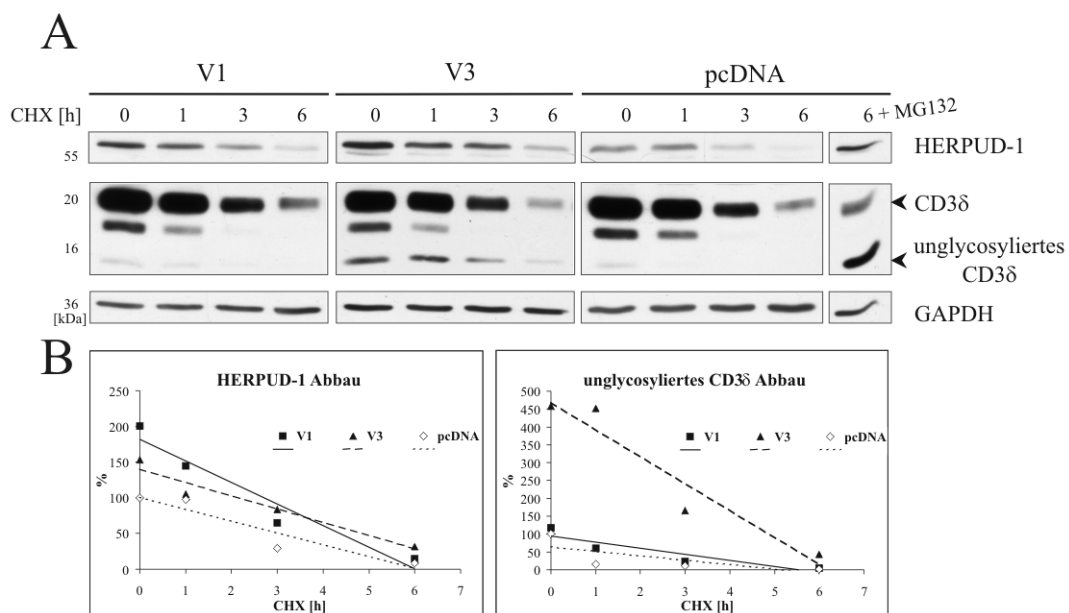 A
V1 V3 pcDNA
CHX [h] 0 1 3 6 0 1 3 6 0 1 3 6 6 + MG132
55 HERPUD-1
20 CD3δ
16 unglycosyliertes
CD3δ
36 GAPDH
[kDa]
B
HERPUD-1 Abbau
250
200
150
100
50
0
%
V1 V3 pcDNA
0 1 2 3 4 5 6 7
CHX [h]
unglycosyliertes CD3δ Abbau
500
450
400
350
300
250
200
150
100
50
0
%
V1 V3 pcDNA
0 1 2 3 4 5 6 7
CHX [h]